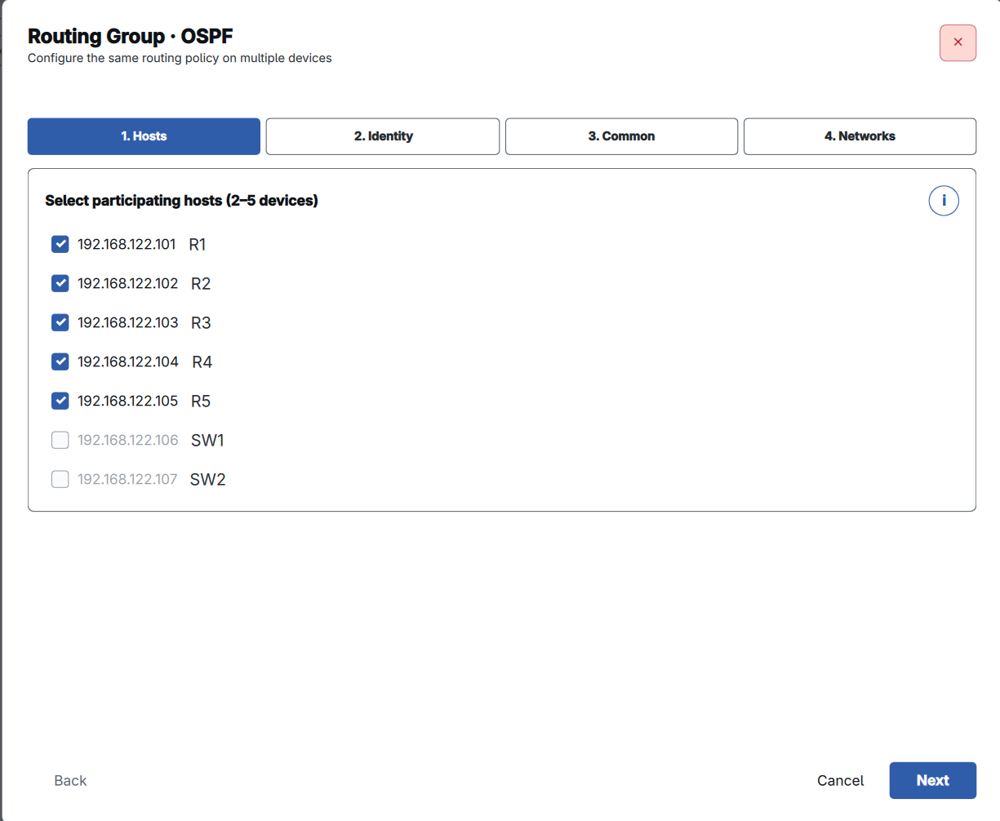 Routing Group · OSPF
Configure the same routing policy on multiple devices
×
1. Hosts
2. Identity
3. Common
4. Networks
Select participating hosts (2–5 devices)
i
192.168.122.101 R1
192.168.122.102 R2
192.168.122.103 R3
192.168.122.104 R4
192.168.122.105 R5
192.168.122.106 SW1
192.168.122.107 SW2
Back
Cancel
Next